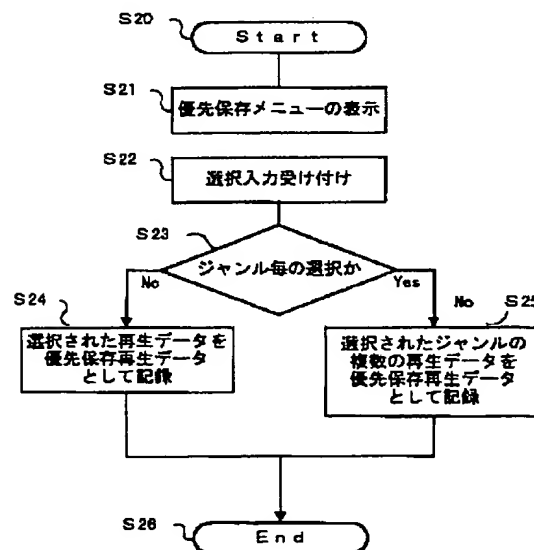 S20
Start
S21
優先保存メニューの表示
S22
選択入力受け付け
S23
ジャンル毎の選択か
No
Yes
S24
No
S25
選択された再生データを
優先保存再生データ
として記録
選択されたジャンルの
複数の再生データを
優先保存再生データ
として記録
S26
End